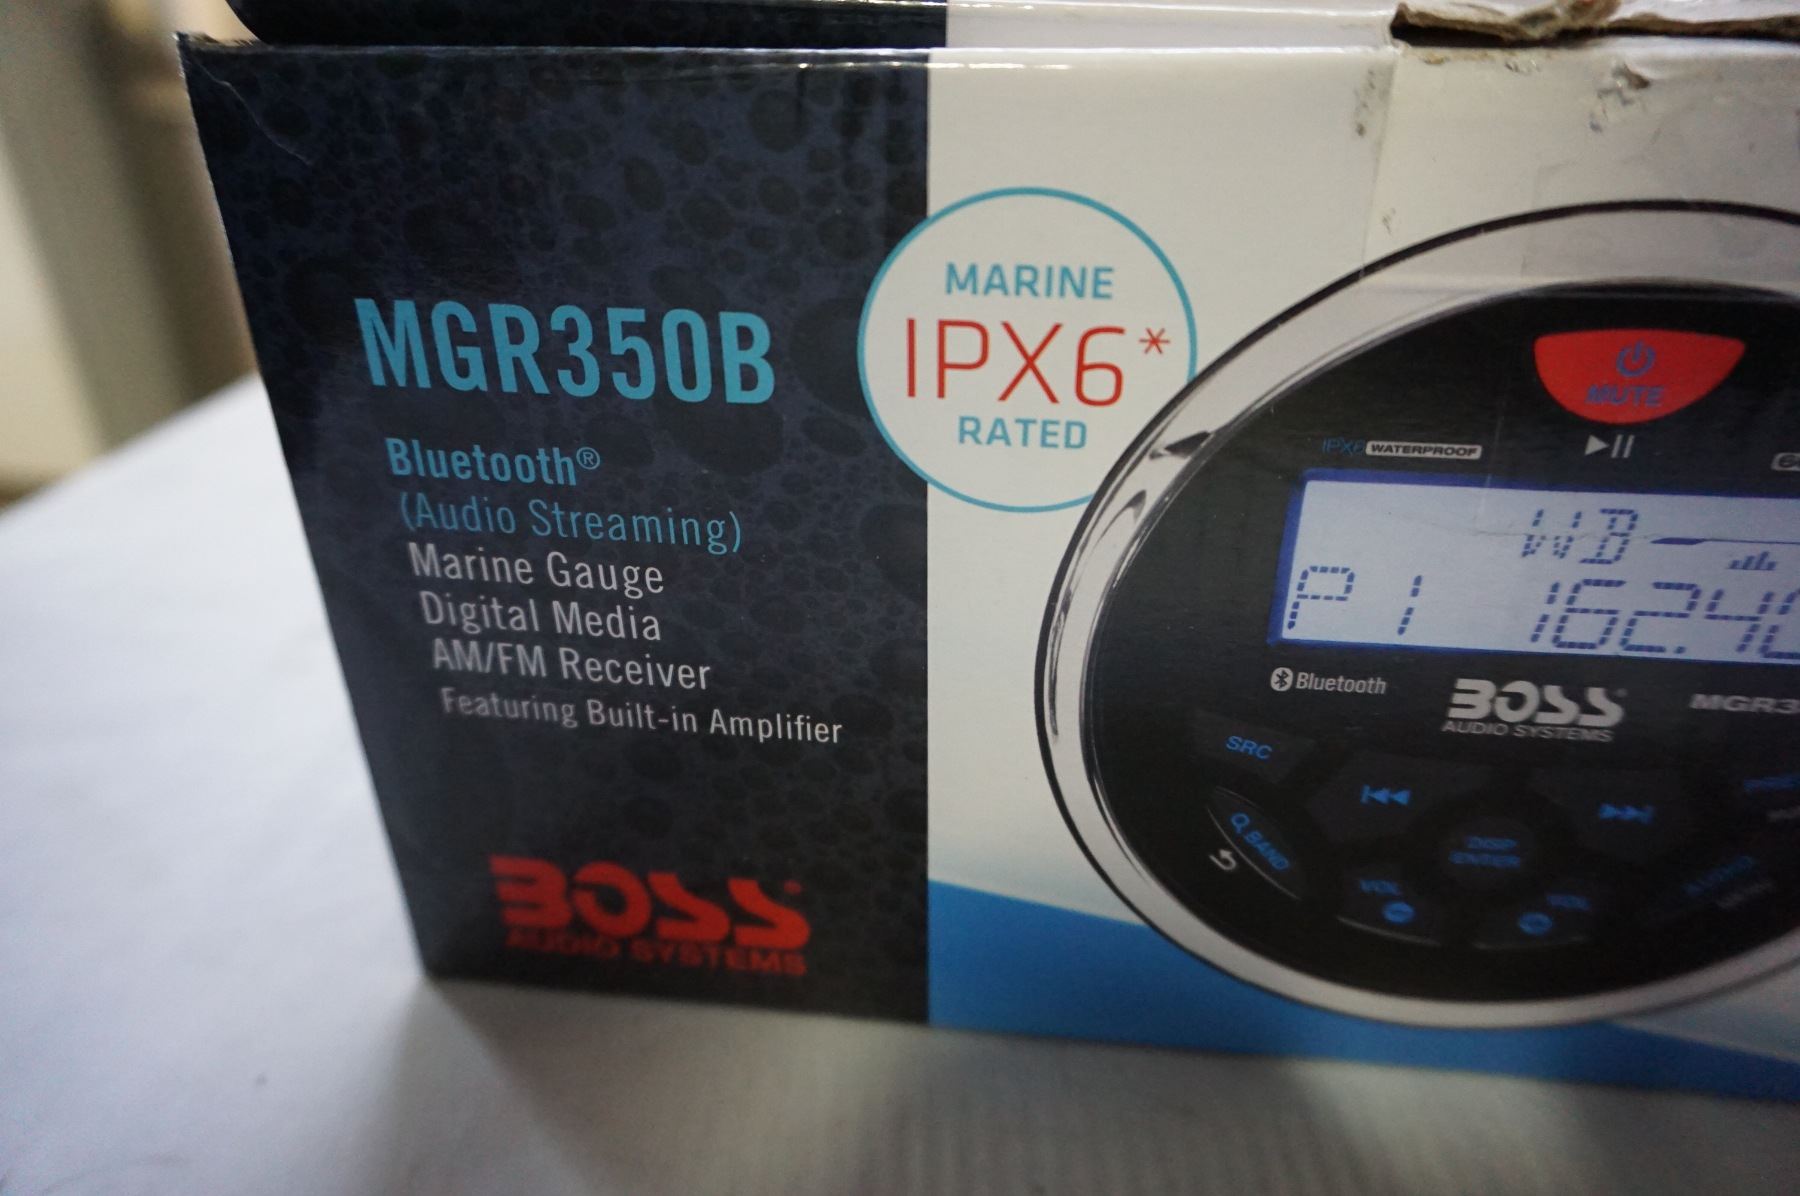 MGR350B
Bluetooth®
(Audio Streaming)
Marine Gauge
Digital Media
AM/FM Receiver
Featuring Built-in Amplifier
BOSS
AUDIO SYSTEMS
MARINE
IPX6*
RATED
MUTE
IPX6 WATERPROOF
WB
P1 162.40
Bluetooth
BOSS
AUDIO SYSTEMS
MGR3
SRC
Q.BAND
DISP
ENTER
VOL
VOL